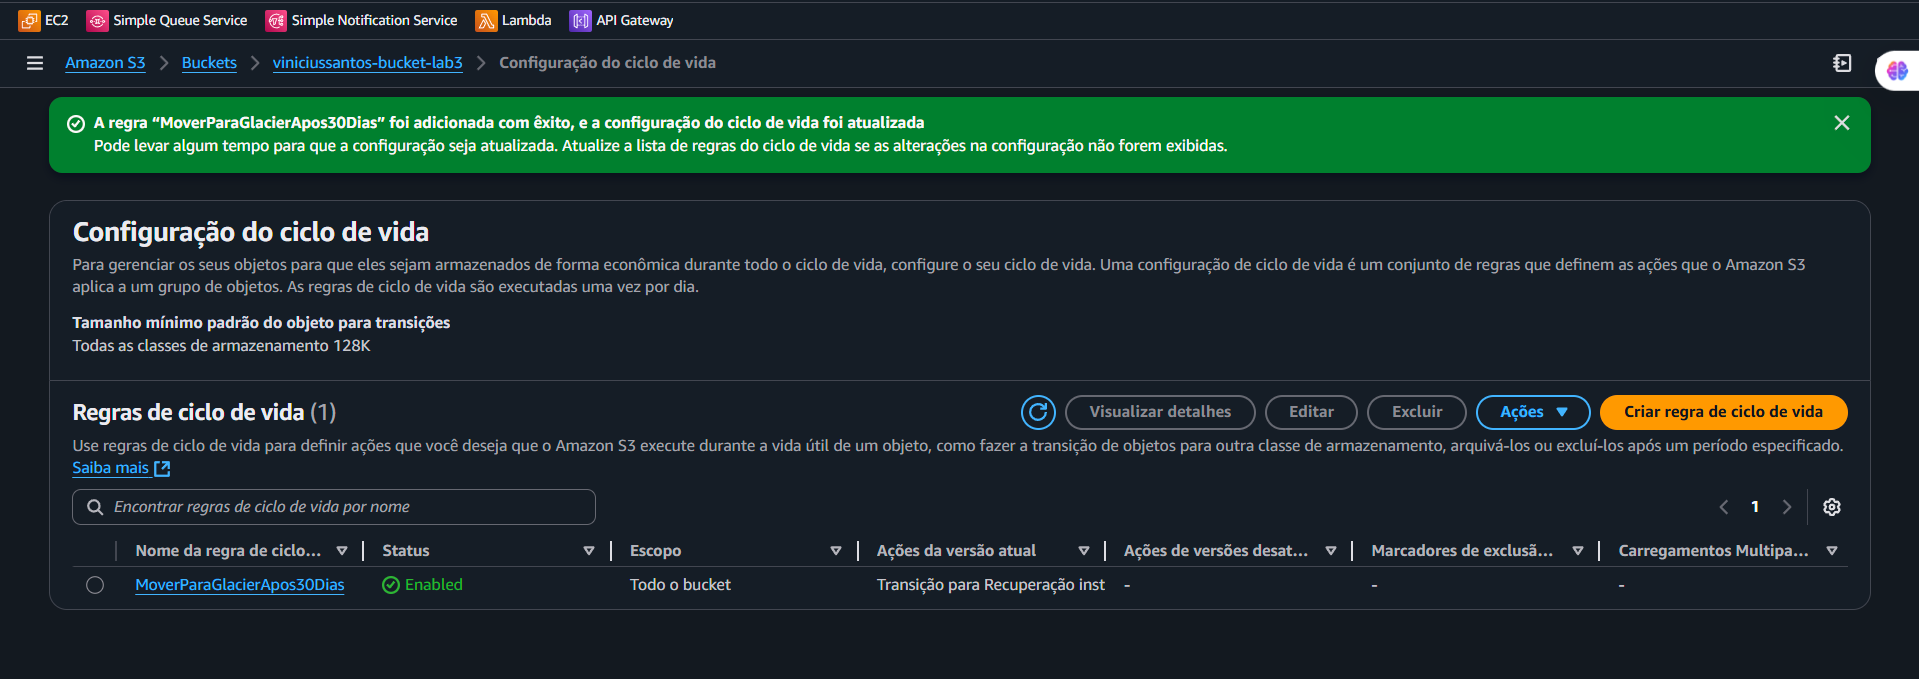 EC2 Simple Queue Service Simple Notification Service Lambda API Gateway
Amazon S3 Buckets viniciussantos-bucket-lab3 Configuração do ciclo de vida
A regra “MoverParaGlacierApos30Dias” foi adicionada com êxito, e a configuração do ciclo de vida foi atualizada
Pode levar algum tempo para que a configuração seja atualizada. Atualize a lista de regras do ciclo de vida se as alterações na configuração não forem exibidas.
Configuração do ciclo de vida
Para gerenciar os seus objetos para que eles sejam armazenados de forma econômica durante todo o ciclo de vida, configure o seu ciclo de vida. Uma configuração de ciclo de vida é um conjunto de regras que definem as ações que o Amazon S3
aplica a um grupo de objetos. As regras de ciclo de vida são executadas uma vez por dia.
Tamanho mínimo padrão do objeto para transições
Todas as classes de armazenamento 128K
Regras de ciclo de vida (1) Visualizar detalhes Editar Excluir Ações Criar regra de ciclo de vida
Use regras de ciclo de vida para definir ações que você deseja que o Amazon S3 execute durante a vida útil de um objeto, como fazer a transição de objetos para outra classe de armazenamento, arquivá-los ou excluí-los após um período especificado.
Saiba mais
Encontrar regras de ciclo de vida por nome 1
Nome da regra de ciclo... Status Escopo Ações da versão atual Ações de versões desat... Marcadores de exclusã... Carregamentos Multipa...
MoverParaGlacierApos30Dias Enabled Todo o bucket Transição para Recuperação inst - - -